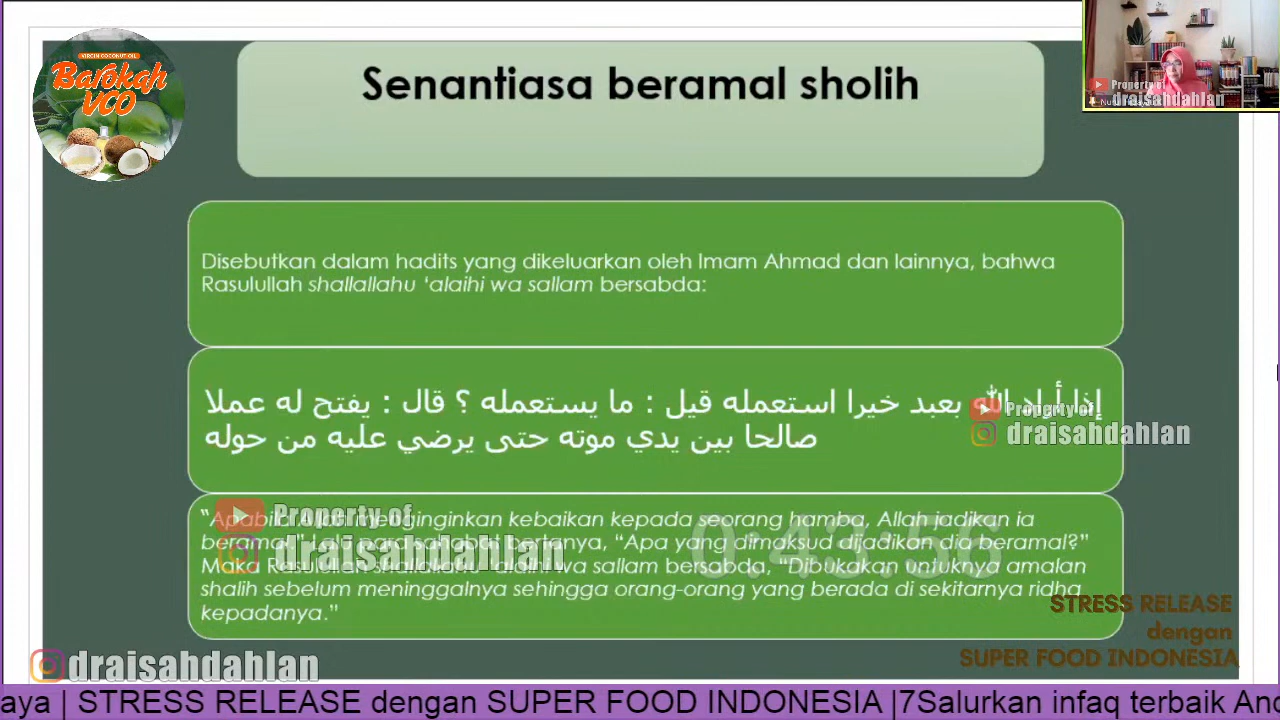 VIRGIN COCONUT OIL
Barokah
VCO
Senantiasa beramal sholih
Property of
draisahdahlan
Disebutkan dalam hadits yang dikeluarkan oleh Imam Ahmad dan lainnya, bahwa
Rasulullah shallallahu ‘alaihi wa sallam bersabda:
إذا أراد الله بعبد خيرا استعمله قيل : ما يستعمله ؟ قال : يفتح له عملا
صالحا بين يدي موته حتى يرضي عليه من حوله
Property of
draisahdahlan
“Apabila Allah menginginkan kebaikan kepada seorang hamba, Allah jadikan ia
beramal.” Lalu para sahabat bertanya, “Apa yang dimaksud dijadikan dia beramal?”
Maka Rasulullah shallallahu ‘alaihi wa sallam bersabda, “Dibukakan untuknya amalan
shalih sebelum meninggalnya sehingga orang-orang yang berada di sekitarnya ridha
kepadanya.”
Property of
draisahdahlan
0:43:56
STRESS RELEASE
dengan
SUPER FOOD INDONESIA
draisahdahlan
aya | STRESS RELEASE dengan SUPER FOOD INDONESIA |7Salurkan infaq terbaik And